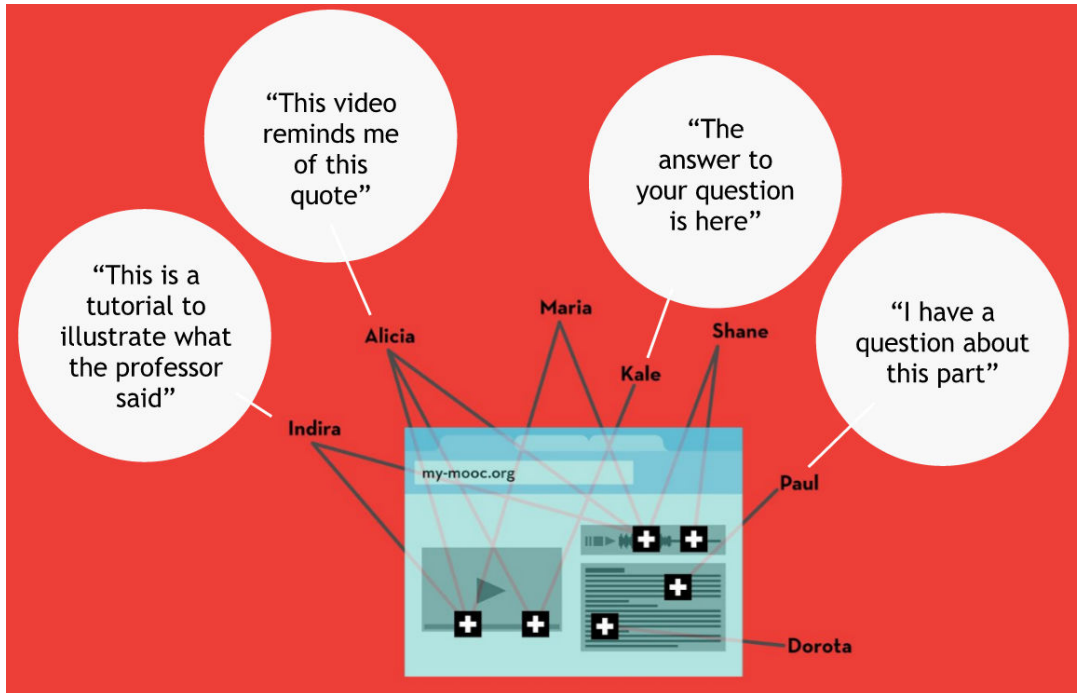 “This video
reminds me
of this
quote”
“The
answer to
your question
is here”
“This is a
tutorial to
illustrate what
the professor
said”
“I have a
question about
this part”
Maria
Alicia
Shane
Kale
Indira
my-mooc.org
Paul
Dorota